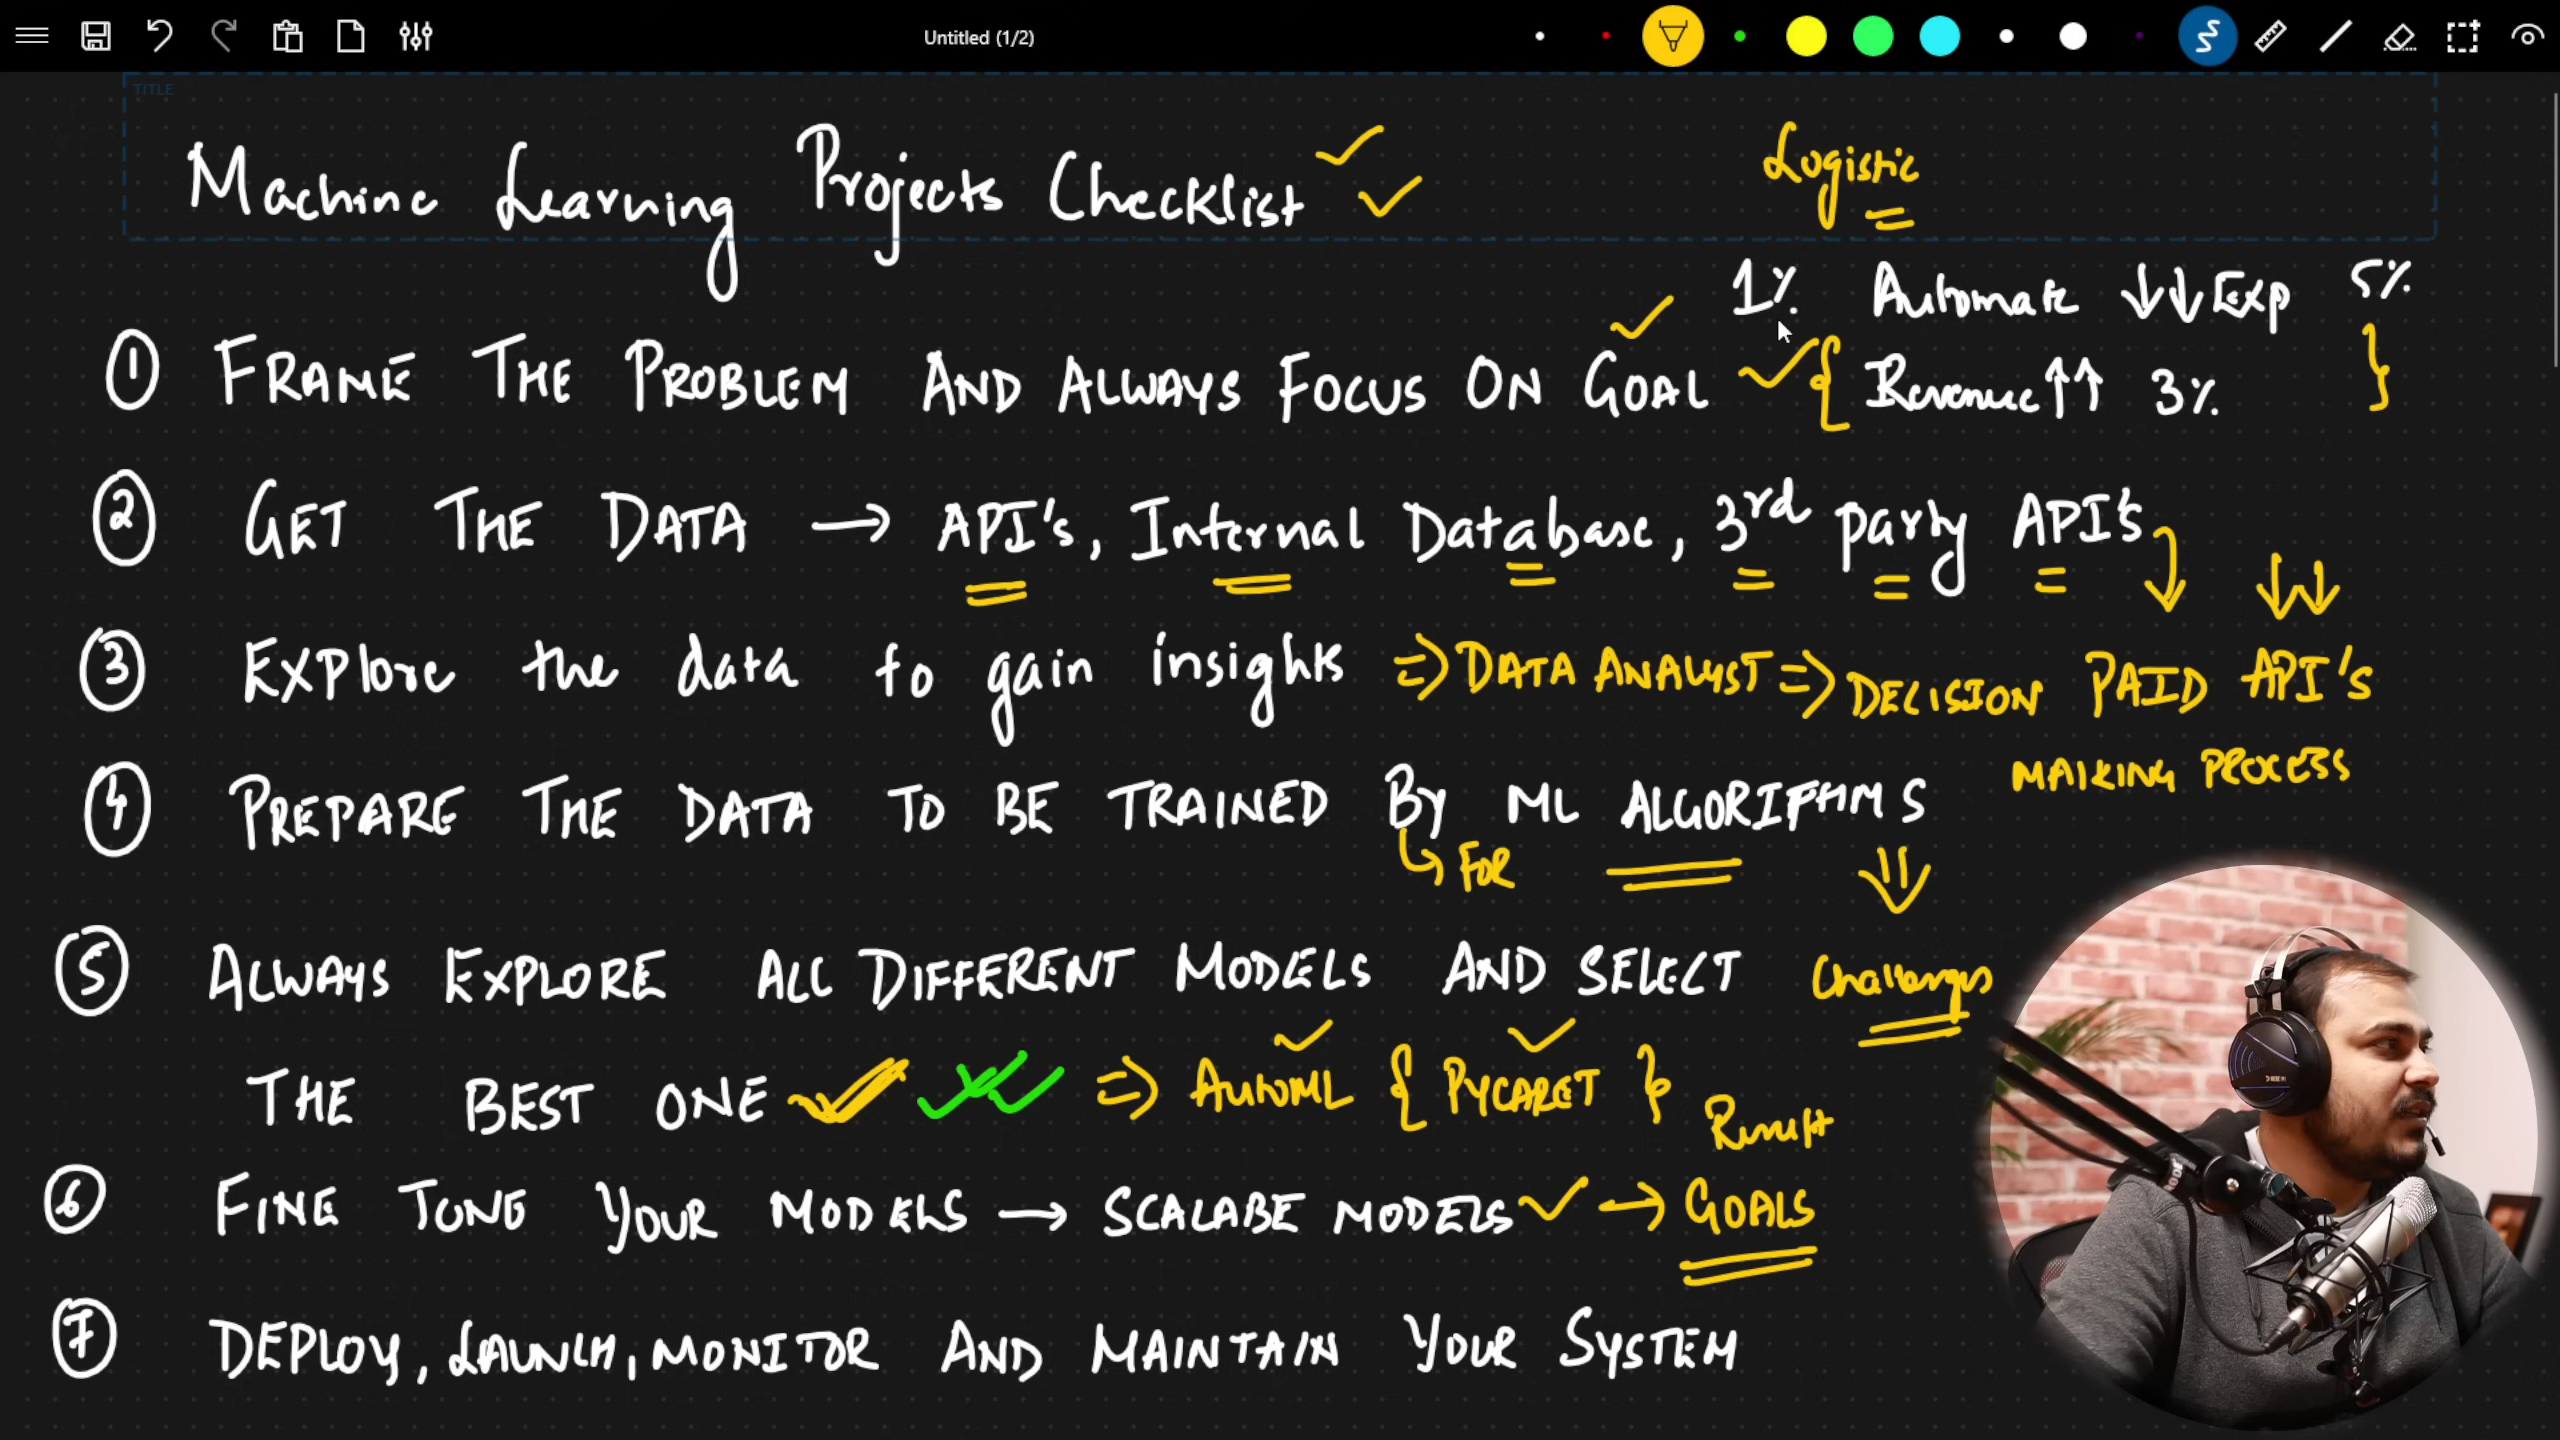 Untitled (1/2)
TITLE
Machine Learning Projects Checklist
Logistic
1% Automate ↓↓ Exp 5%
① FRAME THE PROBLEM AND ALWAYS FOCUS ON GOAL { Revenue ↑↑ 3% }
② GET THE DATA → API's, Internal Database, 3rd party API's
③ Explore the data to gain insights => DATA ANALYST => DECISION PAID API's
MAKING PROCESS
④ PREPARE THE DATA TO BE TRAINED By ML ALGORITHMS
↳ FOR
⑤ ALWAYS EXPLORE ALL DIFFERENT MODELS AND SELECT Challenges
THE BEST ONE => AUTOML { PYCARET }
⑥ FINE TUNG YOUR MODELS → SCALABE MODELS → GOALS
⑦ DEPLOY, LAUNCH, MONITOR AND MAINTAIN YOUR SYSTEM